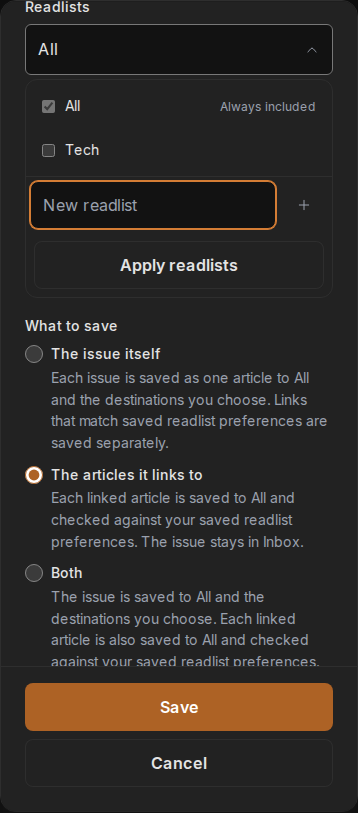 Readlists
All
All
Always included
Tech
New readlist
+
Apply readlists
What to save
The issue itself
Each issue is saved as one article to All
and the destinations you choose. Links
that match saved readlist preferences are
saved separately.
The articles it links to
Each linked article is saved to All and
checked against your saved readlist
preferences. The issue stays in Inbox.
Both
The issue is saved to All and the
destinations you choose. Each linked
article is also saved to All and checked
against your saved readlist preferences.
Save
Cancel